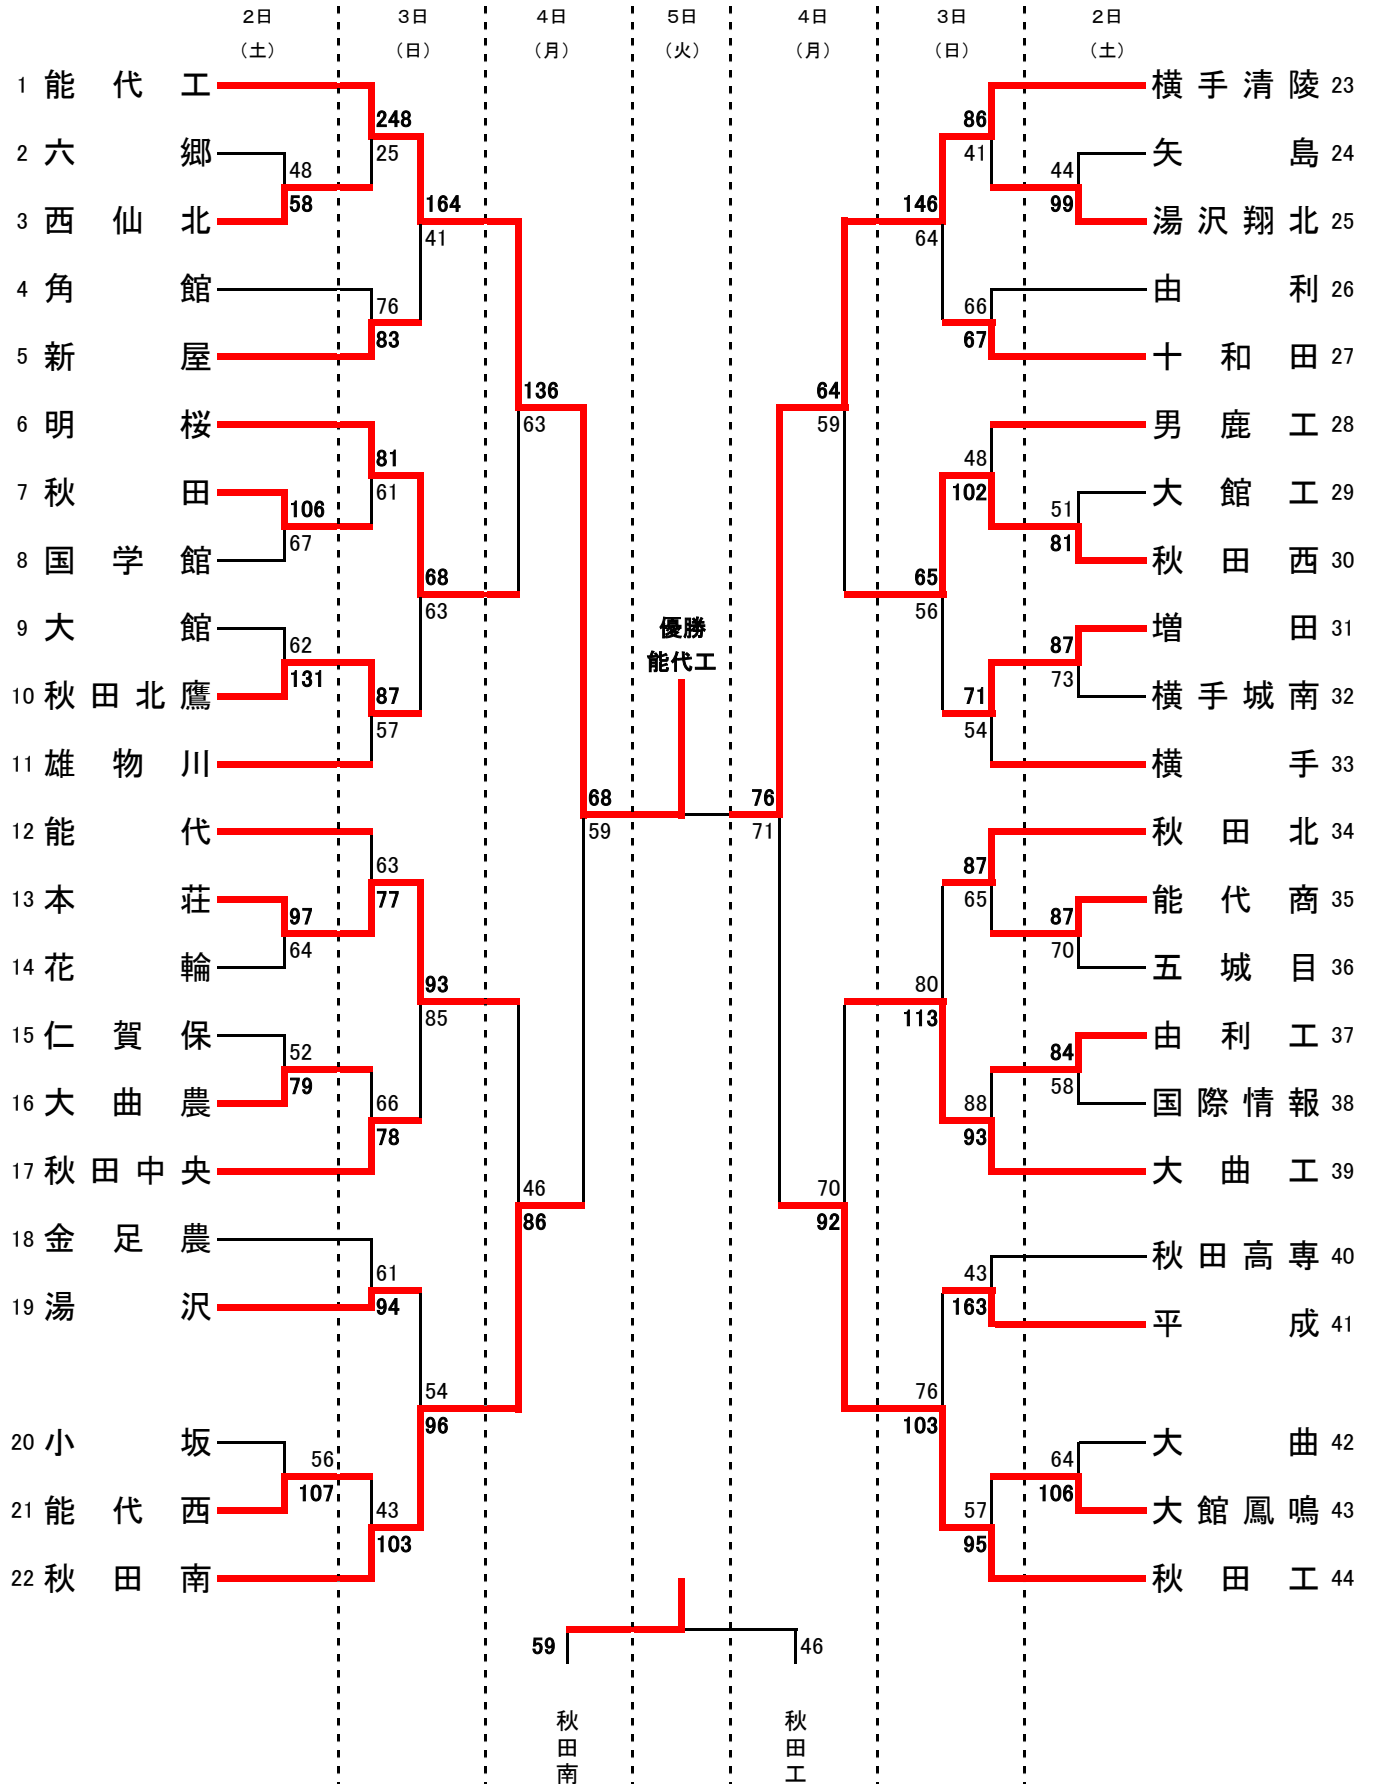 2日 3日 4日 5日 4日 3日 2日
（土） （日） （月） （火） （月） （日） （土）
1 能代工
248
25
2 六郷
48
58
3 西仙北
164
41
4 角館
76
83
5 新屋
136
63
6 明桜
81
61
7 秋田
106
67
8 国学館
68
63
9 大館
62
131
10 秋田北鷹
87
57
11 雄物川
68
59
12 能代
63
77
13 本荘
97
64
14 花輪
93
85
15 仁賀保
52
79
16 大曲農
66
78
17 秋田中央
46
86
18 金足農
61
94
19 湯沢
54
96
20 小坂
56
107
21 能代西
43
103
22 秋田南
優勝
能代工
横手清陵 23
86
41
矢島 24
44
99
湯沢翔北 25
146
64
由利 26
66
67
十和田 27
64
59
男鹿工 28
48
102
大館工 29
51
81
秋田西 30
65
56
増田 31
87
73
横手城南 32
71
54
横手 33
76
71
秋田北 34
87
65
能代商 35
87
70
五城目 36
80
113
由利工 37
84
58
国際情報 38
88
93
大曲工 39
70
92
秋田高専 40
43
163
平成 41
76
103
大曲 42
64
106
大館鳳鳴 43
57
95
秋田工 44
59
46
秋田南
秋田工